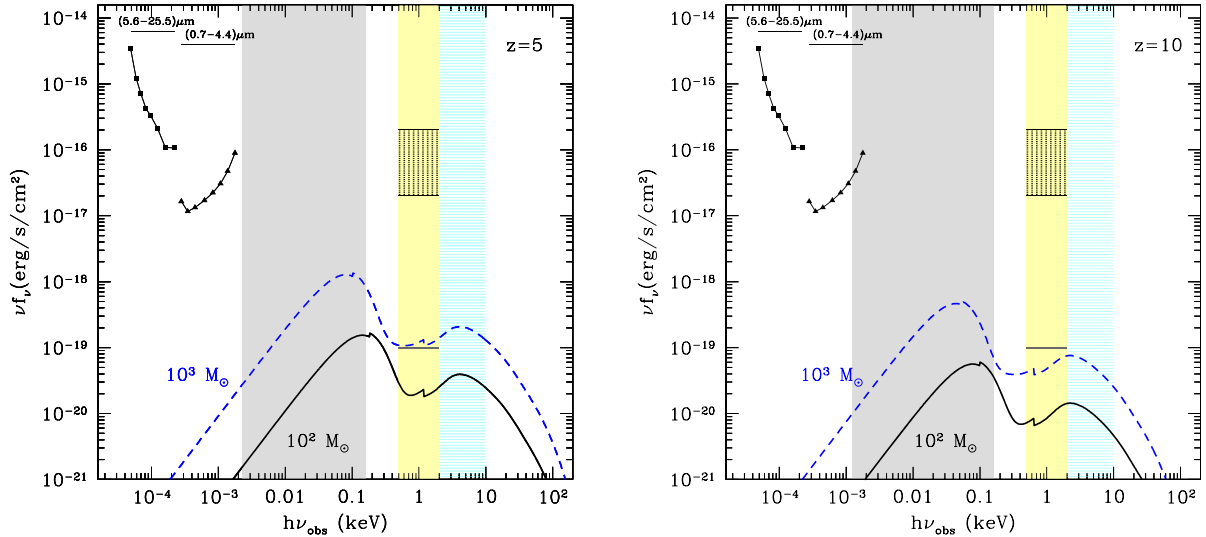 10⁻¹⁴
(5.6−25.5)μm
(0.7−4.4)μm
z=5
10⁻¹⁵
10⁻¹⁶
10⁻¹⁷
10⁻¹⁸
10⁻¹⁹
10⁻²⁰
10⁻²¹
νf_ν(erg/s/cm²)
10³ M_⊙
10² M_⊙
10⁻⁴ 10⁻³ 0.01 0.1 1 10 10²
hν_obs (keV)
10⁻¹⁴
(5.6−25.5)μm
(0.7−4.4)μm
z=10
10⁻¹⁵
10⁻¹⁶
10⁻¹⁷
10⁻¹⁸
10⁻¹⁹
10⁻²⁰
10⁻²¹
νf_ν(erg/s/cm²)
10³ M_⊙
10² M_⊙
10⁻⁴ 10⁻³ 0.01 0.1 1 10 10²
hν_obs (keV)